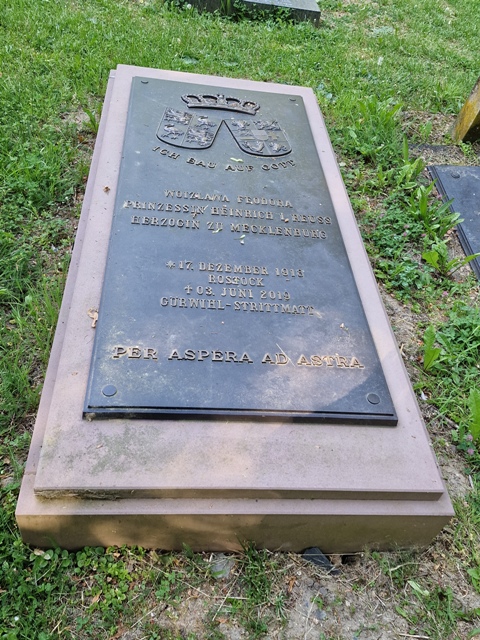 ICH BAU AUF GOTT
WOIZLAWA FEODORA
PRINZESSIN HEINRICH I. REUSS
HERZOGIN ZU MECKLENBURG
*17. DEZEMBER 1918
ROSTOCK
✝03. JUNI 2019
GÖRWIHL-STRITTMATT
PER ASPERA AD ASTRA